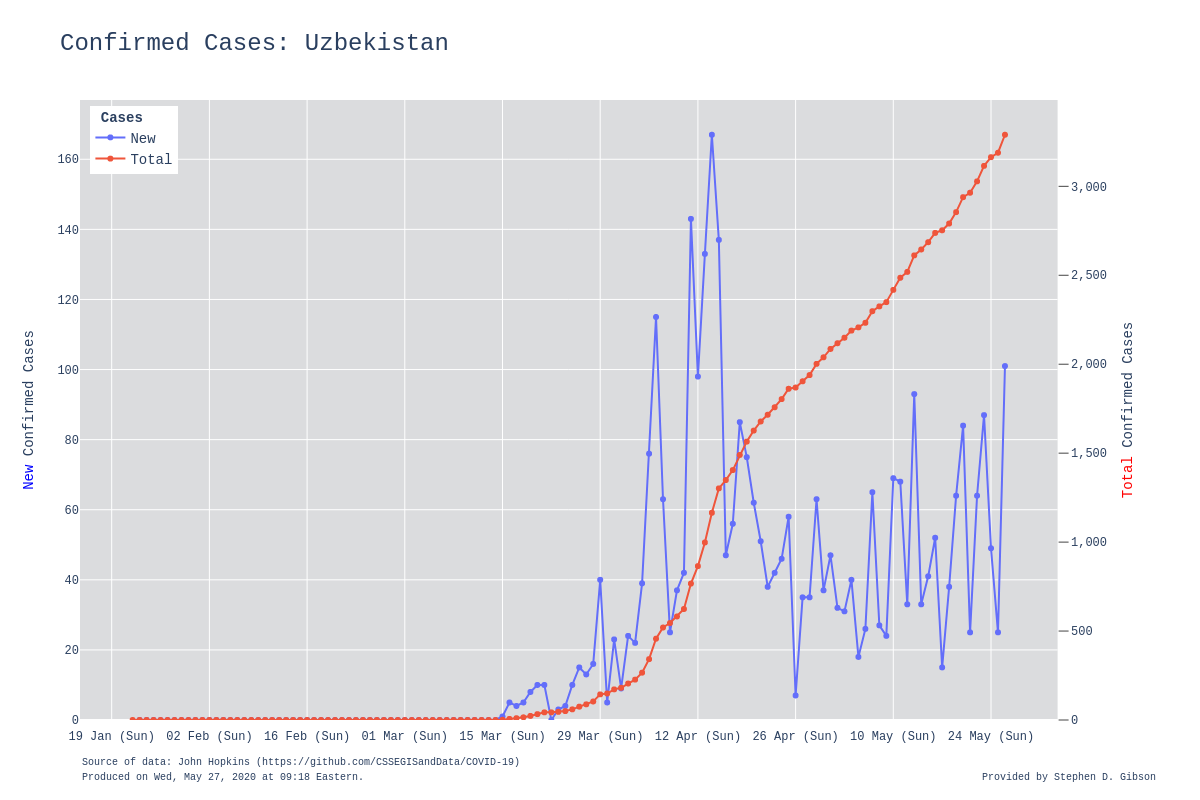 Confirmed Cases: Uzbekistan
Cases
New
Total
160
140
120
100
80
60
40
20
0
New Confirmed Cases
3,000
2,500
2,000
1,500
1,000
500
0
Total Confirmed Cases
19 Jan (Sun) 02 Feb (Sun) 16 Feb (Sun) 01 Mar (Sun) 15 Mar (Sun) 29 Mar (Sun) 12 Apr (Sun) 26 Apr (Sun) 10 May (Sun) 24 May (Sun)
Source of data: John Hopkins (https://github.com/CSSEGISandData/COVID-19)
Produced on Wed, May 27, 2020 at 09:18 Eastern.
Provided by Stephen D. Gibson